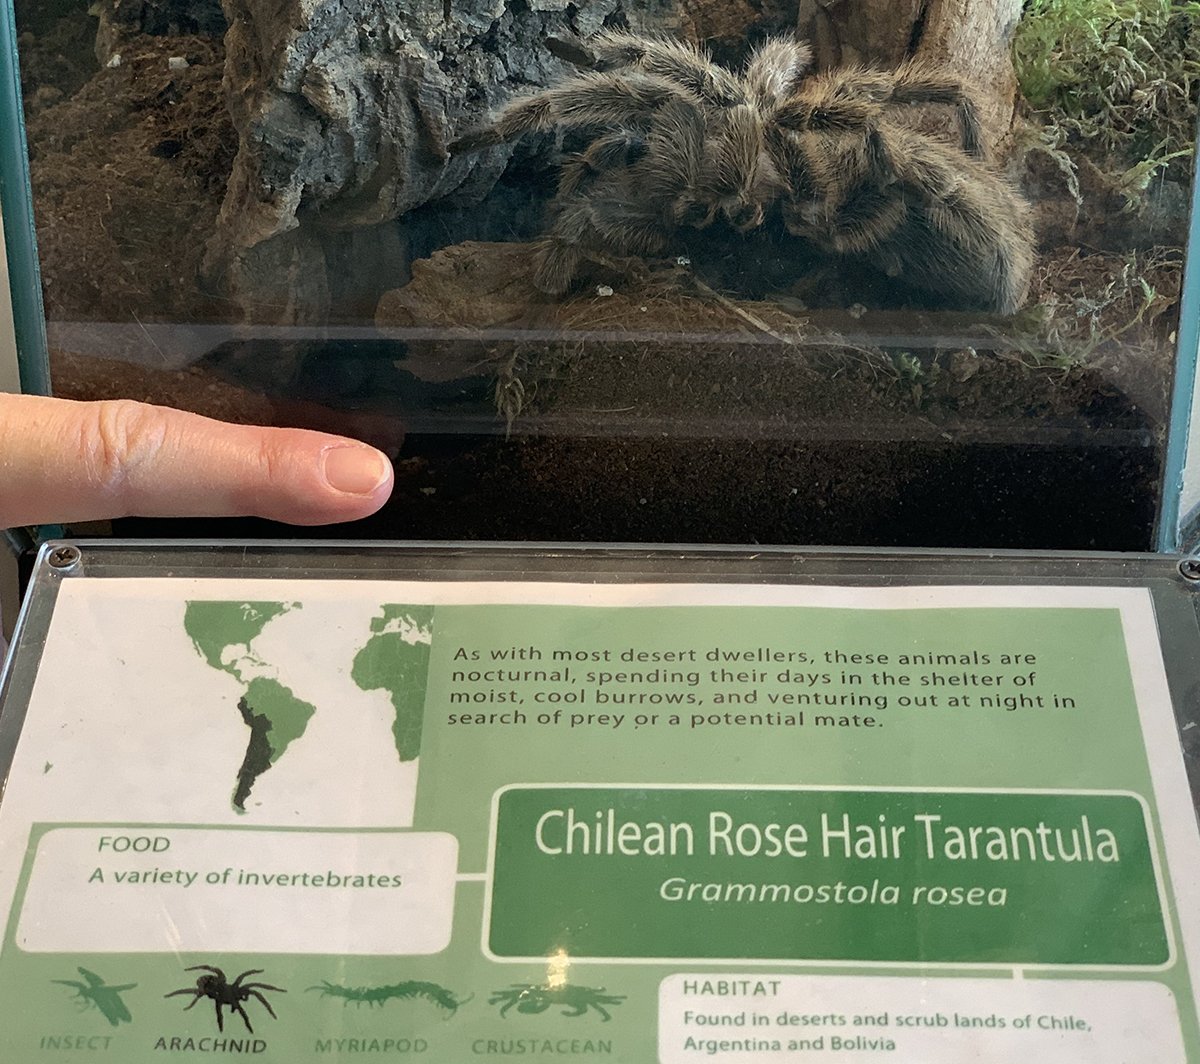 As with most desert dwellers, these animals are
nocturnal, spending their days in the shelter of
moist, cool burrows, and venturing out at night in
search of prey or a potential mate.
Chilean Rose Hair Tarantula
Grammostola rosea
FOOD
A variety of invertebrates
INSECT
ARACHNID
MYRIAPOD
CRUSTACEAN
HABITAT
Found in deserts and scrub lands of Chile,
Argentina and Bolivia